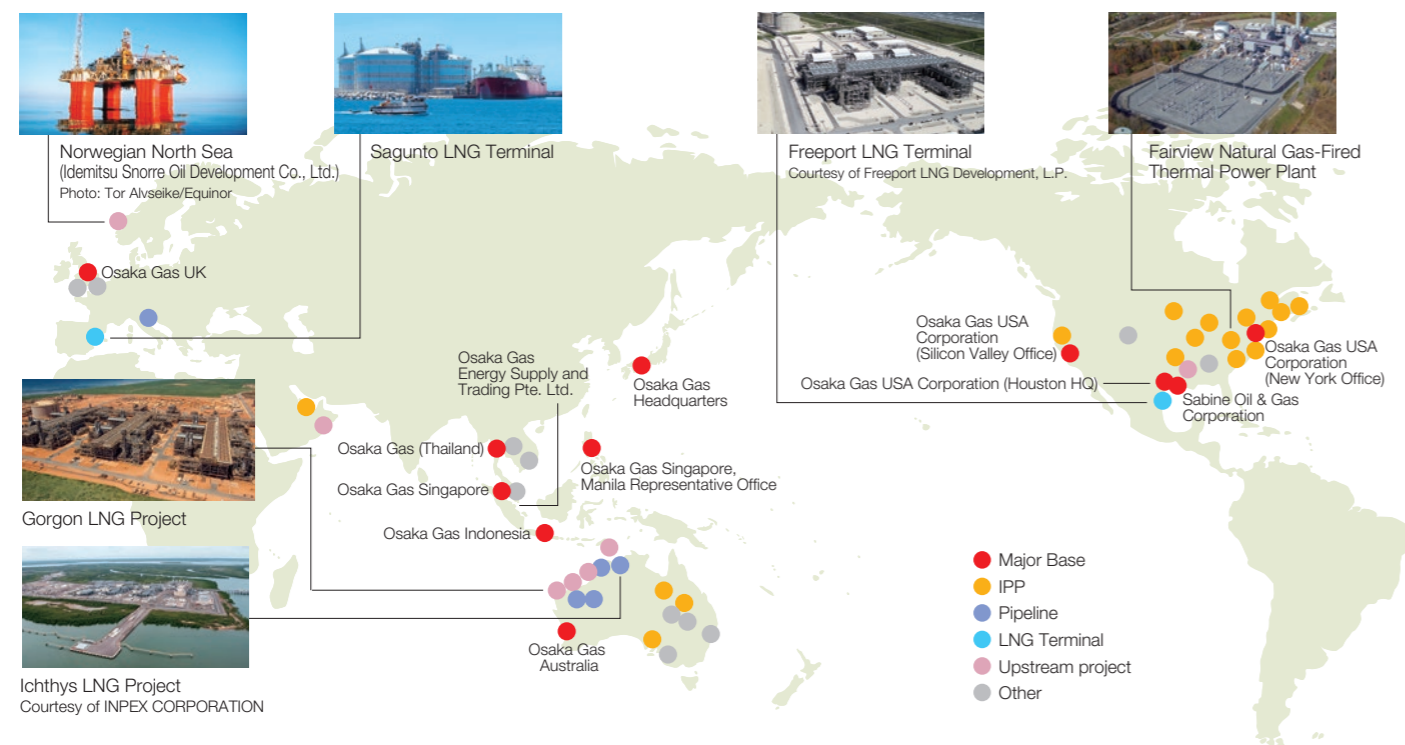 Norwegian North Sea
(Idemitsu Snorre Oil Development Co., Ltd.)
Photo: Tor Alvseike/Equinor
Sagunto LNG Terminal
Freeport LNG Terminal
Courtesy of Freeport LNG Development, L.P.
Fairview Natural Gas-Fired
Thermal Power Plant
Osaka Gas UK
Osaka Gas
Energy Supply and
Trading Pte. Ltd.
Osaka Gas
Headquarters
Osaka Gas USA
Corporation
(Silicon Valley Office)
Osaka Gas USA
Corporation
(New York Office)
Osaka Gas USA Corporation (Houston HQ)
Sabine Oil & Gas
Corporation
Osaka Gas (Thailand)
Osaka Gas Singapore,
Manila Representative Office
Osaka Gas Singapore
Osaka Gas Indonesia
Gorgon LNG Project
Osaka Gas
Australia
Ichthys LNG Project
Courtesy of INPEX CORPORATION
Major Base
IPP
Pipeline
LNG Terminal
Upstream project
Other